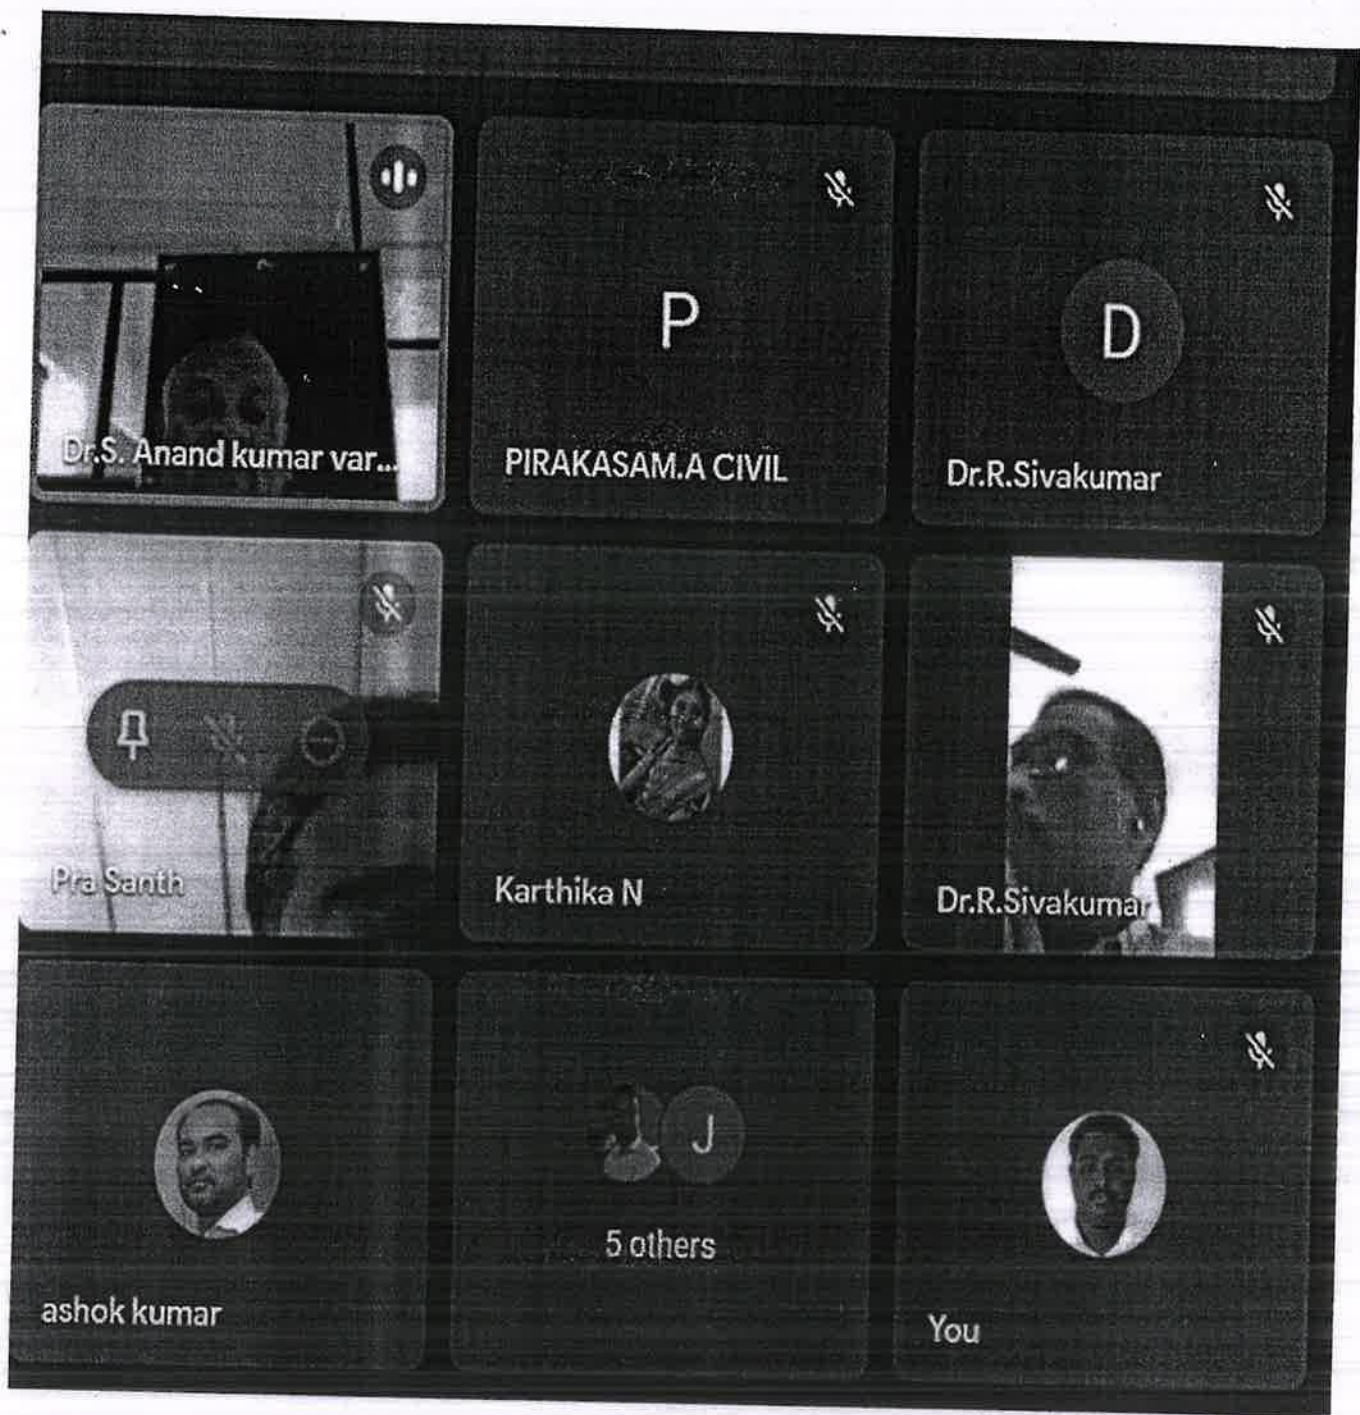 Dr.S. Anand kumar var...
P
PIRAKASAM.A CIVIL
D
Dr.R.Sivakumar
Pra Santh
Karthika N
Dr.R.Sivakumar
ashok kumar
J
5 others
You